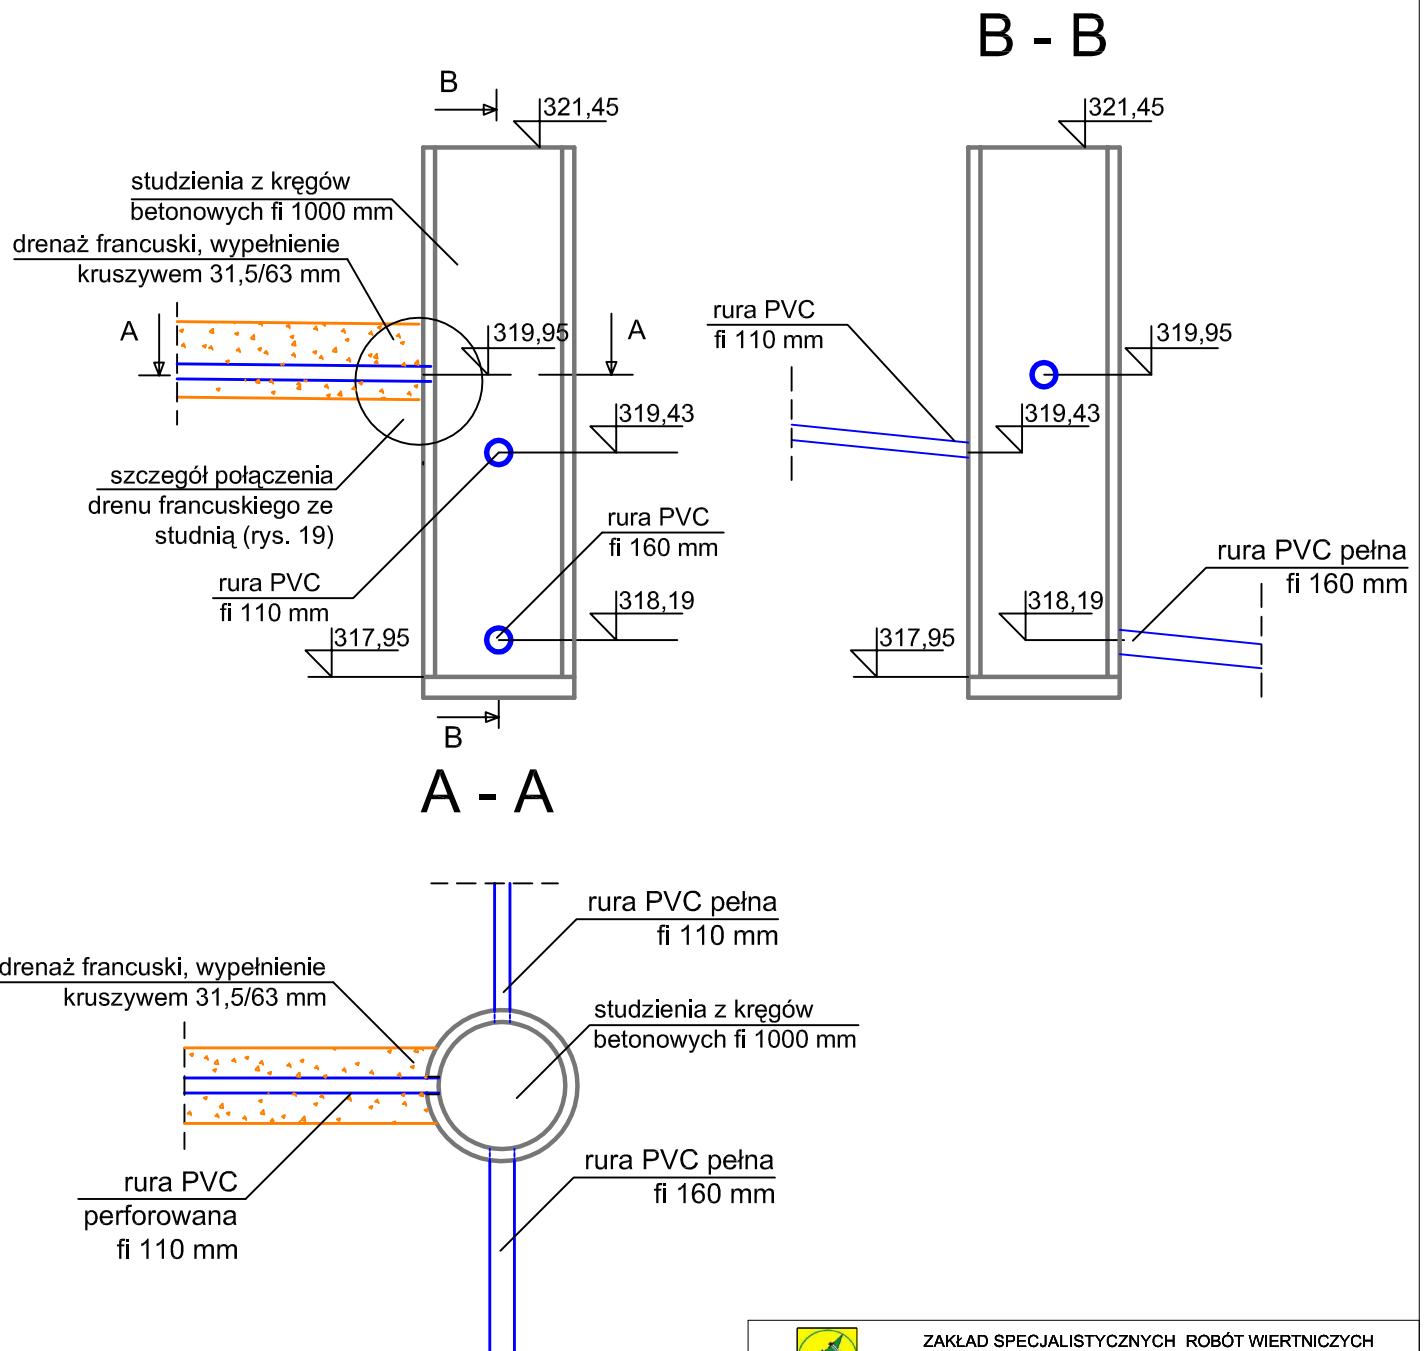 B - B
B
321,45
321,45
studzienia z kręgów
betonowych fi 1000 mm
drenaż francuski, wypełnienie
kruszywem 31,5/63 mm
A
319,95
A
rura PVC
fi 110 mm
319,95
319,43
319,43
szczegół połączenia
drenu francuskiego ze
studnią (rys. 19)
rura PVC
fi 160 mm
rura PVC pełna
fi 160 mm
rura PVC
fi 110 mm
318,19
318,19
317,95
317,95
B
A - A
rura PVC pełna
fi 110 mm
drenaż francuski, wypełnienie
kruszywem 31,5/63 mm
studzienia z kręgów
betonowych fi 1000 mm
rura PVC pełna
fi 160 mm
rura PVC
perforowana
fi 110 mm
ZAKŁAD SPECJALISTYCZNYCH ROBÓT WIERTNICZYCH